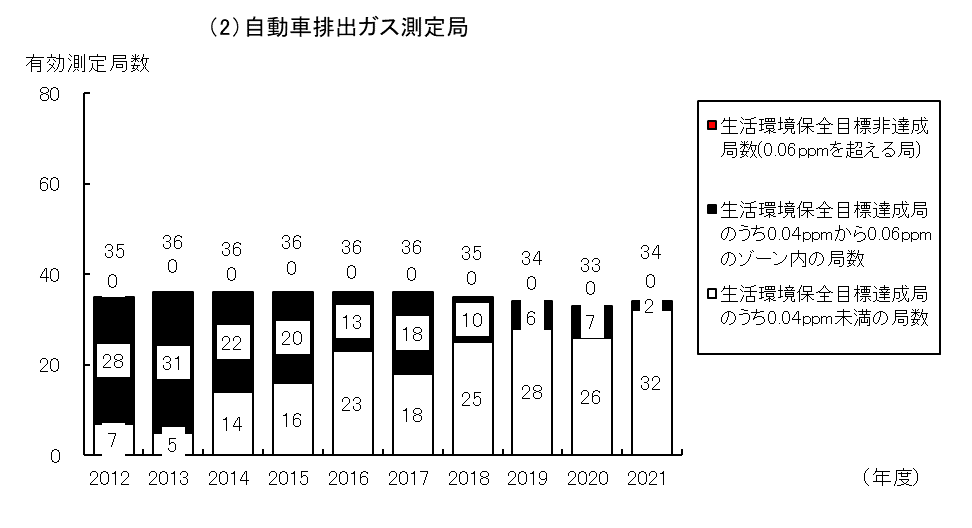 （2）自動車排出ガス測定局
有効測定局数
80
60
40
20
0
35 36 36 36 36 36 35 34 33 34
0 0 0 0 0 0 0 0 0 0
28 31 22 20 13 18 10 6 7 2
7 5 14 16 23 18 25 28 26 32
2012 2013 2014 2015 2016 2017 2018 2019 2020 2021
（年度）
生活環境保全目標非達成
局数(0.06ppmを超える局)
生活環境保全目標達成局
のうち0.04ppmから0.06ppm
のゾーン内の局数
生活環境保全目標達成局
のうち0.04ppm未満の局数